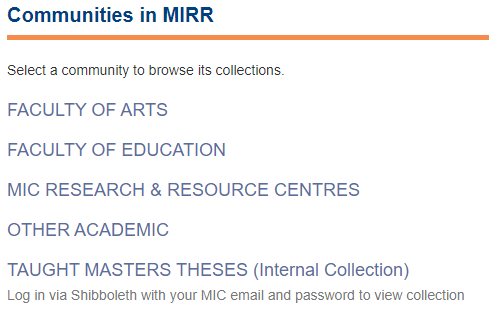 Communities in MIRR
Select a community to browse its collections.
FACULTY OF ARTS
FACULTY OF EDUCATION
MIC RESEARCH & RESOURCE CENTRES
OTHER ACADEMIC
TAUGHT MASTERS THESES (Internal Collection)
Log in via Shibboleth with your MIC email and password to view collection